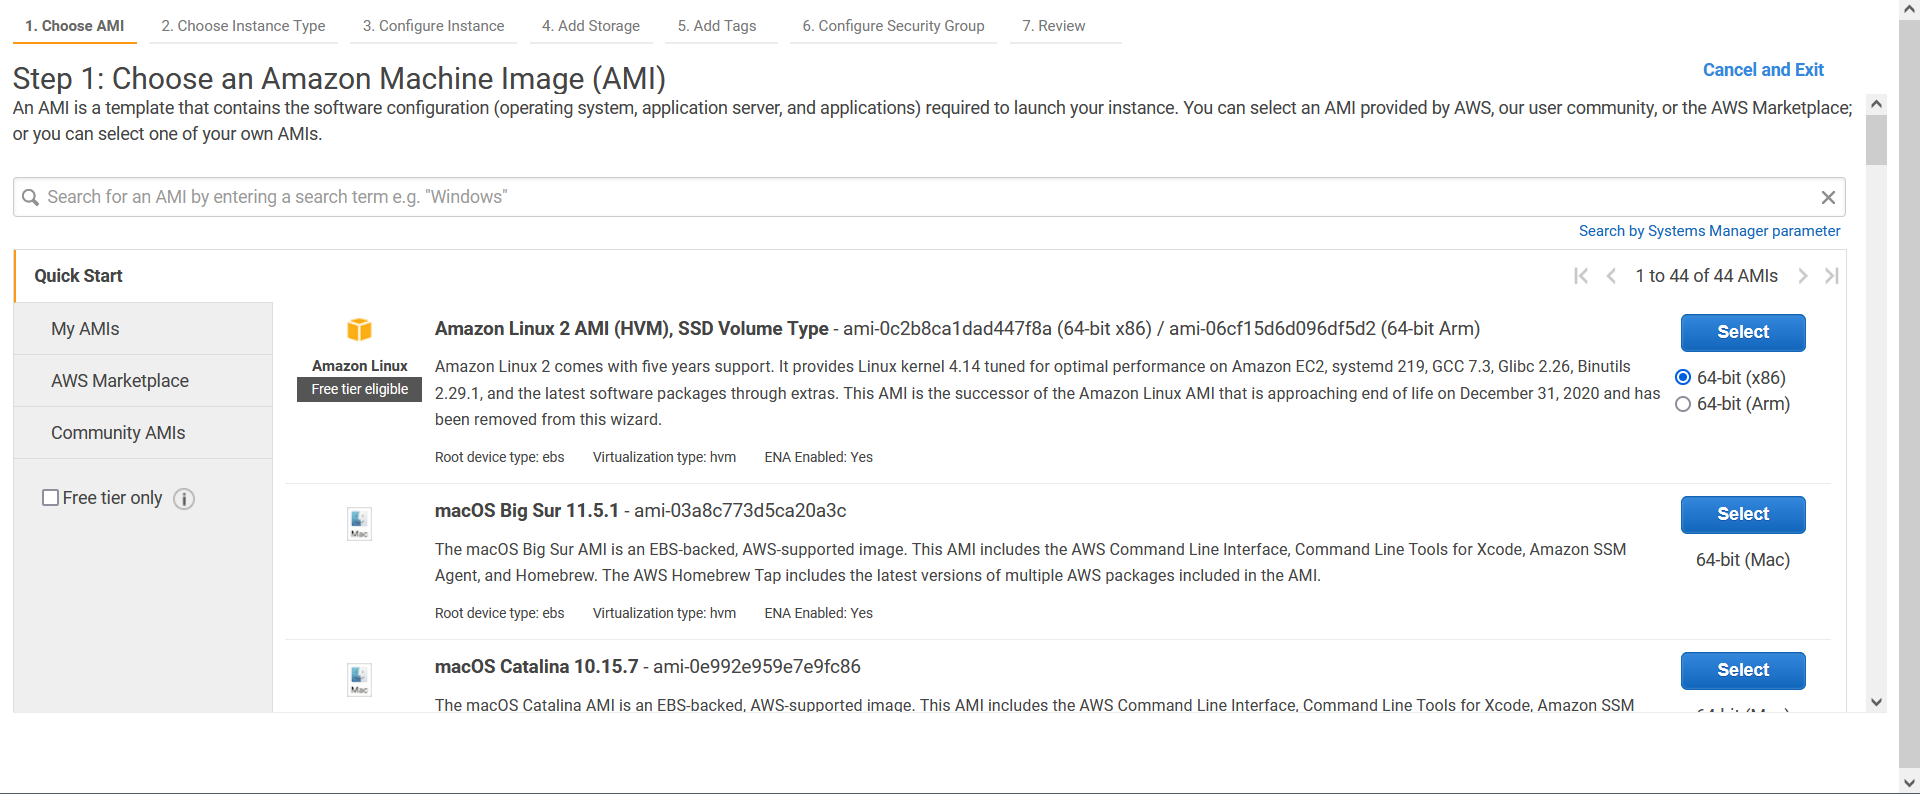 1. Choose AMI 2. Choose Instance Type 3. Configure Instance 4. Add Storage 5. Add Tags 6. Configure Security Group 7. Review
Step 1: Choose an Amazon Machine Image (AMI)
Cancel and Exit
An AMI is a template that contains the software configuration (operating system, application server, and applications) required to launch your instance. You can select an AMI provided by AWS, our user community, or the AWS Marketplace;
or you can select one of your own AMIs.
Search for an AMI by entering a search term e.g. "Windows"
Search by Systems Manager parameter
Quick Start
1 to 44 of 44 AMIs
My AMIs
AWS Marketplace
Community AMIs
Free tier only
Amazon Linux
Free tier eligible
Amazon Linux 2 AMI (HVM), SSD Volume Type - ami-0c2b8ca1dad447f8a (64-bit x86) / ami-06cf15d6d096df5d2 (64-bit Arm)
Amazon Linux 2 comes with five years support. It provides Linux kernel 4.14 tuned for optimal performance on Amazon EC2, systemd 219, GCC 7.3, Glibc 2.26, Binutils
2.29.1, and the latest software packages through extras. This AMI is the successor of the Amazon Linux AMI that is approaching end of life on December 31, 2020 and has
been removed from this wizard.
Root device type: ebs Virtualization type: hvm ENA Enabled: Yes
Select
64-bit (x86)
64-bit (Arm)
Mac
macOS Big Sur 11.5.1 - ami-03a8c773d5ca20a3c
The macOS Big Sur AMI is an EBS-backed, AWS-supported image. This AMI includes the AWS Command Line Interface, Command Line Tools for Xcode, Amazon SSM
Agent, and Homebrew. The AWS Homebrew Tap includes the latest versions of multiple AWS packages included in the AMI.
Root device type: ebs Virtualization type: hvm ENA Enabled: Yes
Select
64-bit (Mac)
Mac
macOS Catalina 10.15.7 - ami-0e992e959e7e9fc86
The macOS Catalina AMI is an EBS-backed, AWS-supported image. This AMI includes the AWS Command Line Interface, Command Line Tools for Xcode, Amazon SSM
Select
64-bit (Mac)